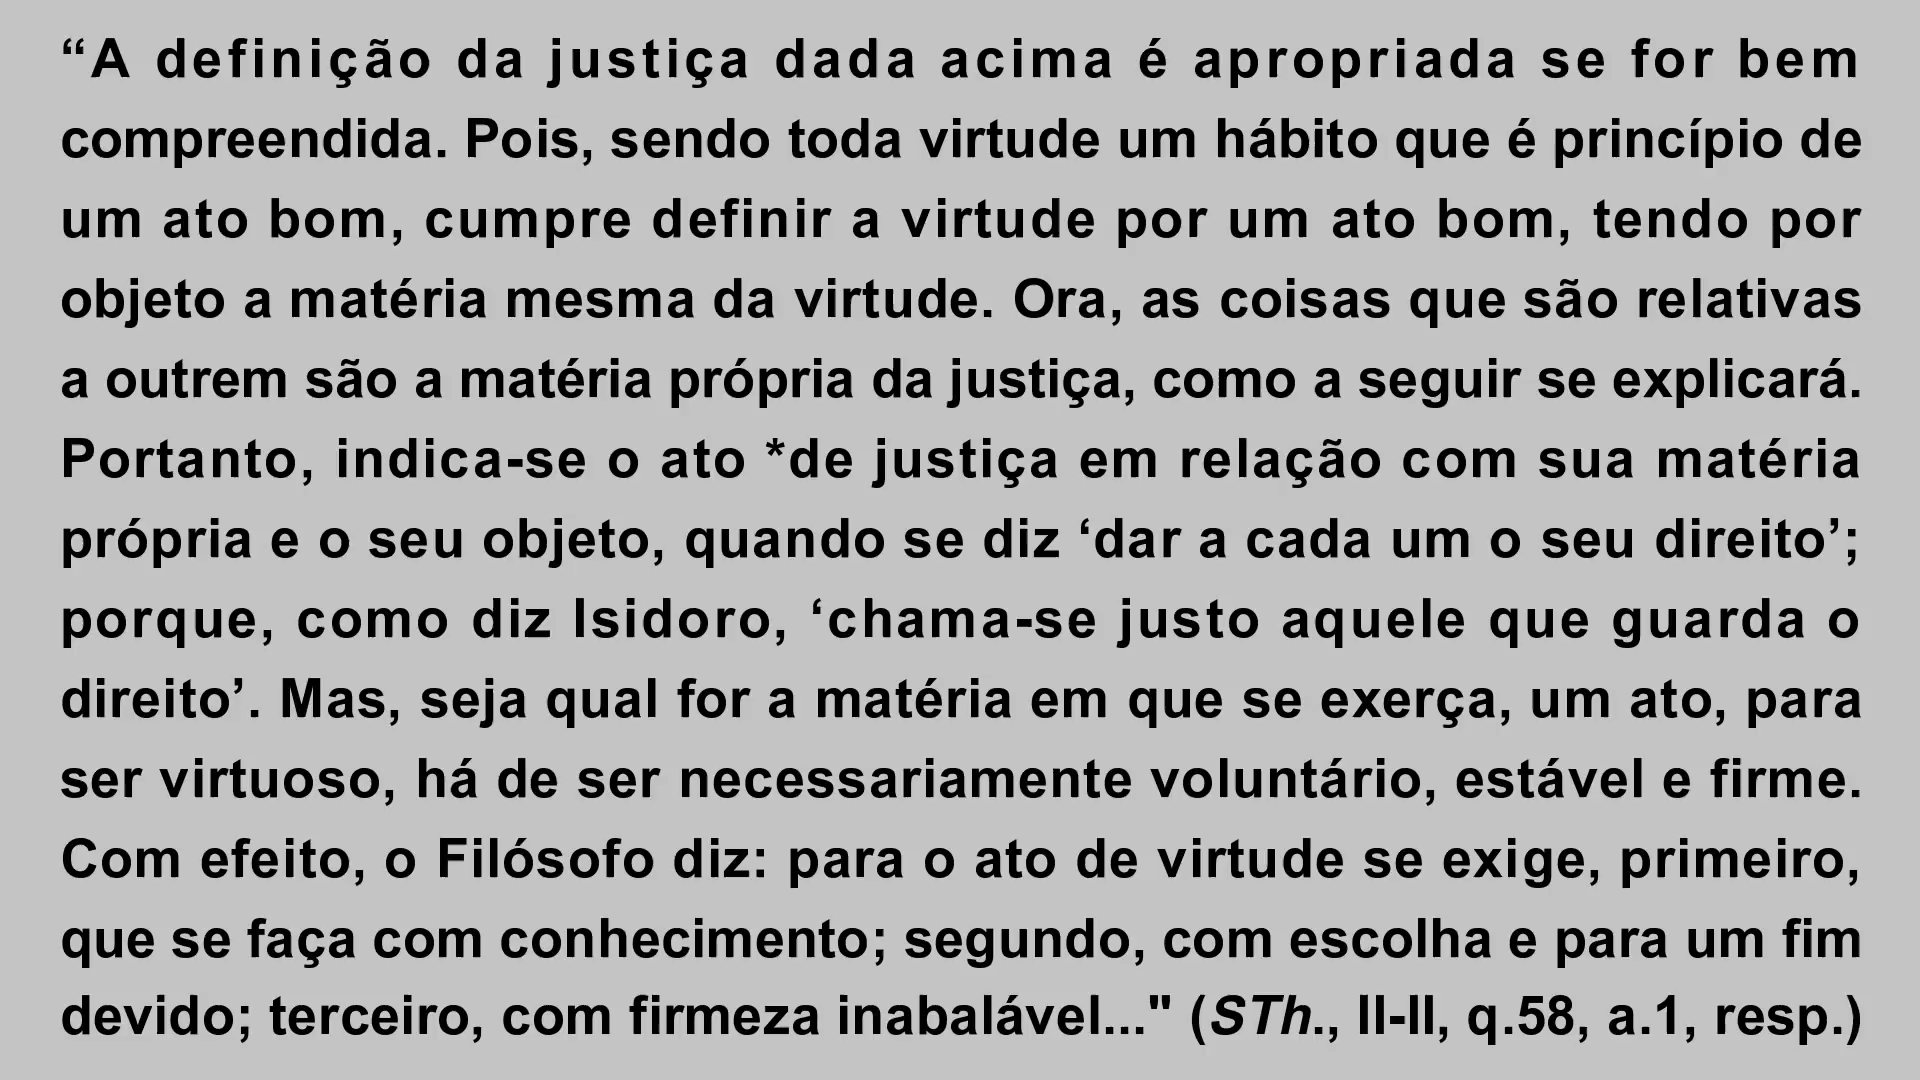 “A definição da justiça dada acima é apropriada se for bem
compreendida. Pois, sendo toda virtude um hábito que é princípio de
um ato bom, cumpre definir a virtude por um ato bom, tendo por
objeto a matéria mesma da virtude. Ora, as coisas que são relativas
a outrem são a matéria própria da justiça, como a seguir se explicará.
Portanto, indica-se o ato *de justiça em relação com sua matéria
própria e o seu objeto, quando se diz ‘dar a cada um o seu direito’;
porque, como diz Isidoro, ‘chama-se justo aquele que guarda o
direito’. Mas, seja qual for a matéria em que se exerça, um ato, para
ser virtuoso, há de ser necessariamente voluntário, estável e firme.
Com efeito, o Filósofo diz: para o ato de virtude se exige, primeiro,
que se faça com conhecimento; segundo, com escolha e para um fim
devido; terceiro, com firmeza inabalável..." (STh., II-II, q.58, a.1, resp.)